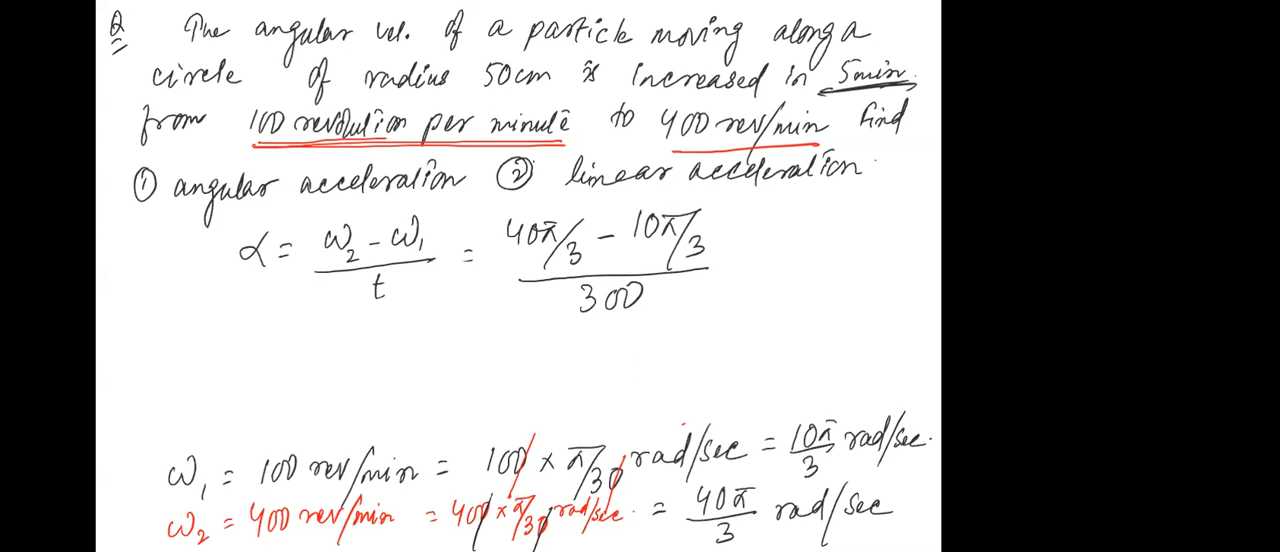 Q The angular vel. of a particle moving along a
circle of radius 50cm is increased in 5min.
from 100 revolution per minute to 400 rev/min find
① angular acceleration ② linear acceleration.
α = (ω₂ - ω₁)/t = (40π/3 - 10π/3)/300
ω₁ = 100 rev/min = 100 × π/30 rad/sec = 10π/3 rad/sec.
ω₂ = 400 rev/min = 400 × π/30 rad/sec. = 40π/3 rad/sec